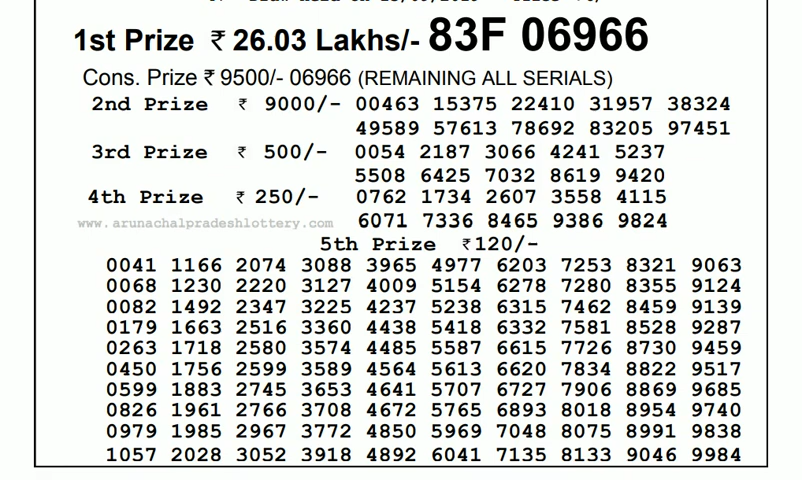 1st Prize ₹ 26.03 Lakhs/- 83F 06966
Cons. Prize ₹ 9500/- 06966 (REMAINING ALL SERIALS)
2nd Prize ₹ 9000/- 00463 15375 22410 31957 38324
49589 57613 78692 83205 97451
3rd Prize ₹ 500/- 0054 2187 3066 4241 5237
5508 6425 7032 8619 9420
4th Prize ₹ 250/- 0762 1734 2607 3558 4115
www.arunachalpradeshlottery.com 6071 7336 8465 9386 9824
5th Prize ₹120/-
0041 1166 2074 3088 3965 4977 6203 7253 8321 9063
0068 1230 2220 3127 4009 5154 6278 7280 8355 9124
0082 1492 2347 3225 4237 5238 6315 7462 8459 9139
0179 1663 2516 3360 4438 5418 6332 7581 8528 9287
0263 1718 2580 3574 4485 5587 6615 7726 8730 9459
0450 1756 2599 3589 4564 5613 6620 7834 8822 9517
0599 1883 2745 3653 4641 5707 6727 7906 8869 9685
0826 1961 2766 3708 4672 5765 6893 8018 8954 9740
0979 1985 2967 3772 4850 5969 7048 8075 8991 9838
1057 2028 3052 3918 4892 6041 7135 8133 9046 9984